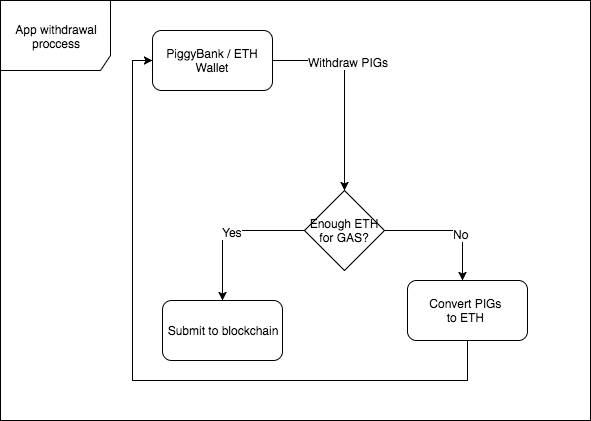 App withdrawal
proccess
PiggyBank / ETH
Wallet
Withdraw PIGs
Enough ETH
for GAS?
Yes
No
Submit to blockchain
Convert PIGs
to ETH